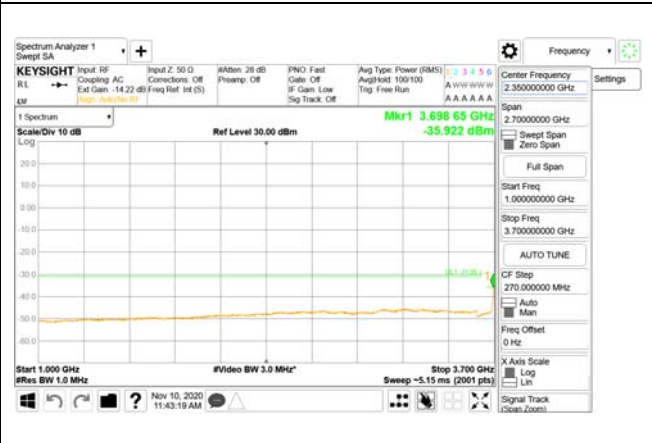 Spectrum Analyzer 1
Swept SA
+
Frequency
KEYSIGHT
RL
LXI
Input: RF
Coupling: AC
Ext Gain: -14.22 dB
Align: Auto/No RF
Input Z: 50 Ω
Corrections: Off
Freq Ref: Int (S)
#Atten: 28 dB
Preamp: Off
PNO: Fast
Gate: Off
IF Gain: Low
Sig Track: Off
Avg Type: Power (RMS)
Avg|Hold: 100/100
Trig: Free Run
1 2 3 4 5 6
A W W W W W
A A A A A A
1 Spectrum
Scale/Div 10 dB
Ref Level 30.00 dBm
Mkr1 3.698 65 GHz
-35.922 dBm
Log
20.0
10.0
0.00
-10.0
-20.0
-30.0
-40.0
-50.0
-60.0
1
Start 1.000 GHz
#Res BW 1.0 MHz
#Video BW 3.0 MHz*
Stop 3.700 GHz
Sweep ~5.15 ms (2001 pts)
?
Nov 10, 2020
11:43:19 AM
Center Frequency
2.350000000 GHz
Settings
Span
2.70000000 GHz
Swept Span
Zero Span
Full Span
Start Freq
1.000000000 GHz
Stop Freq
3.700000000 GHz
AUTO TUNE
CF Step
270.000000 MHz
Auto
Man
Freq Offset
0 Hz
X Axis Scale
Log
Lin
Signal Track
(Span Zoom)